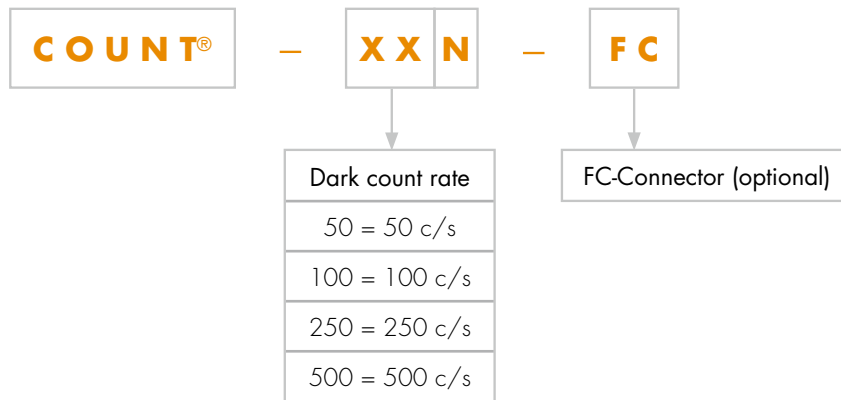 COUNT® – XXN – FC
Dark count rate
50 = 50 c/s
100 = 100 c/s
250 = 250 c/s
500 = 500 c/s
FC-Connector (optional)